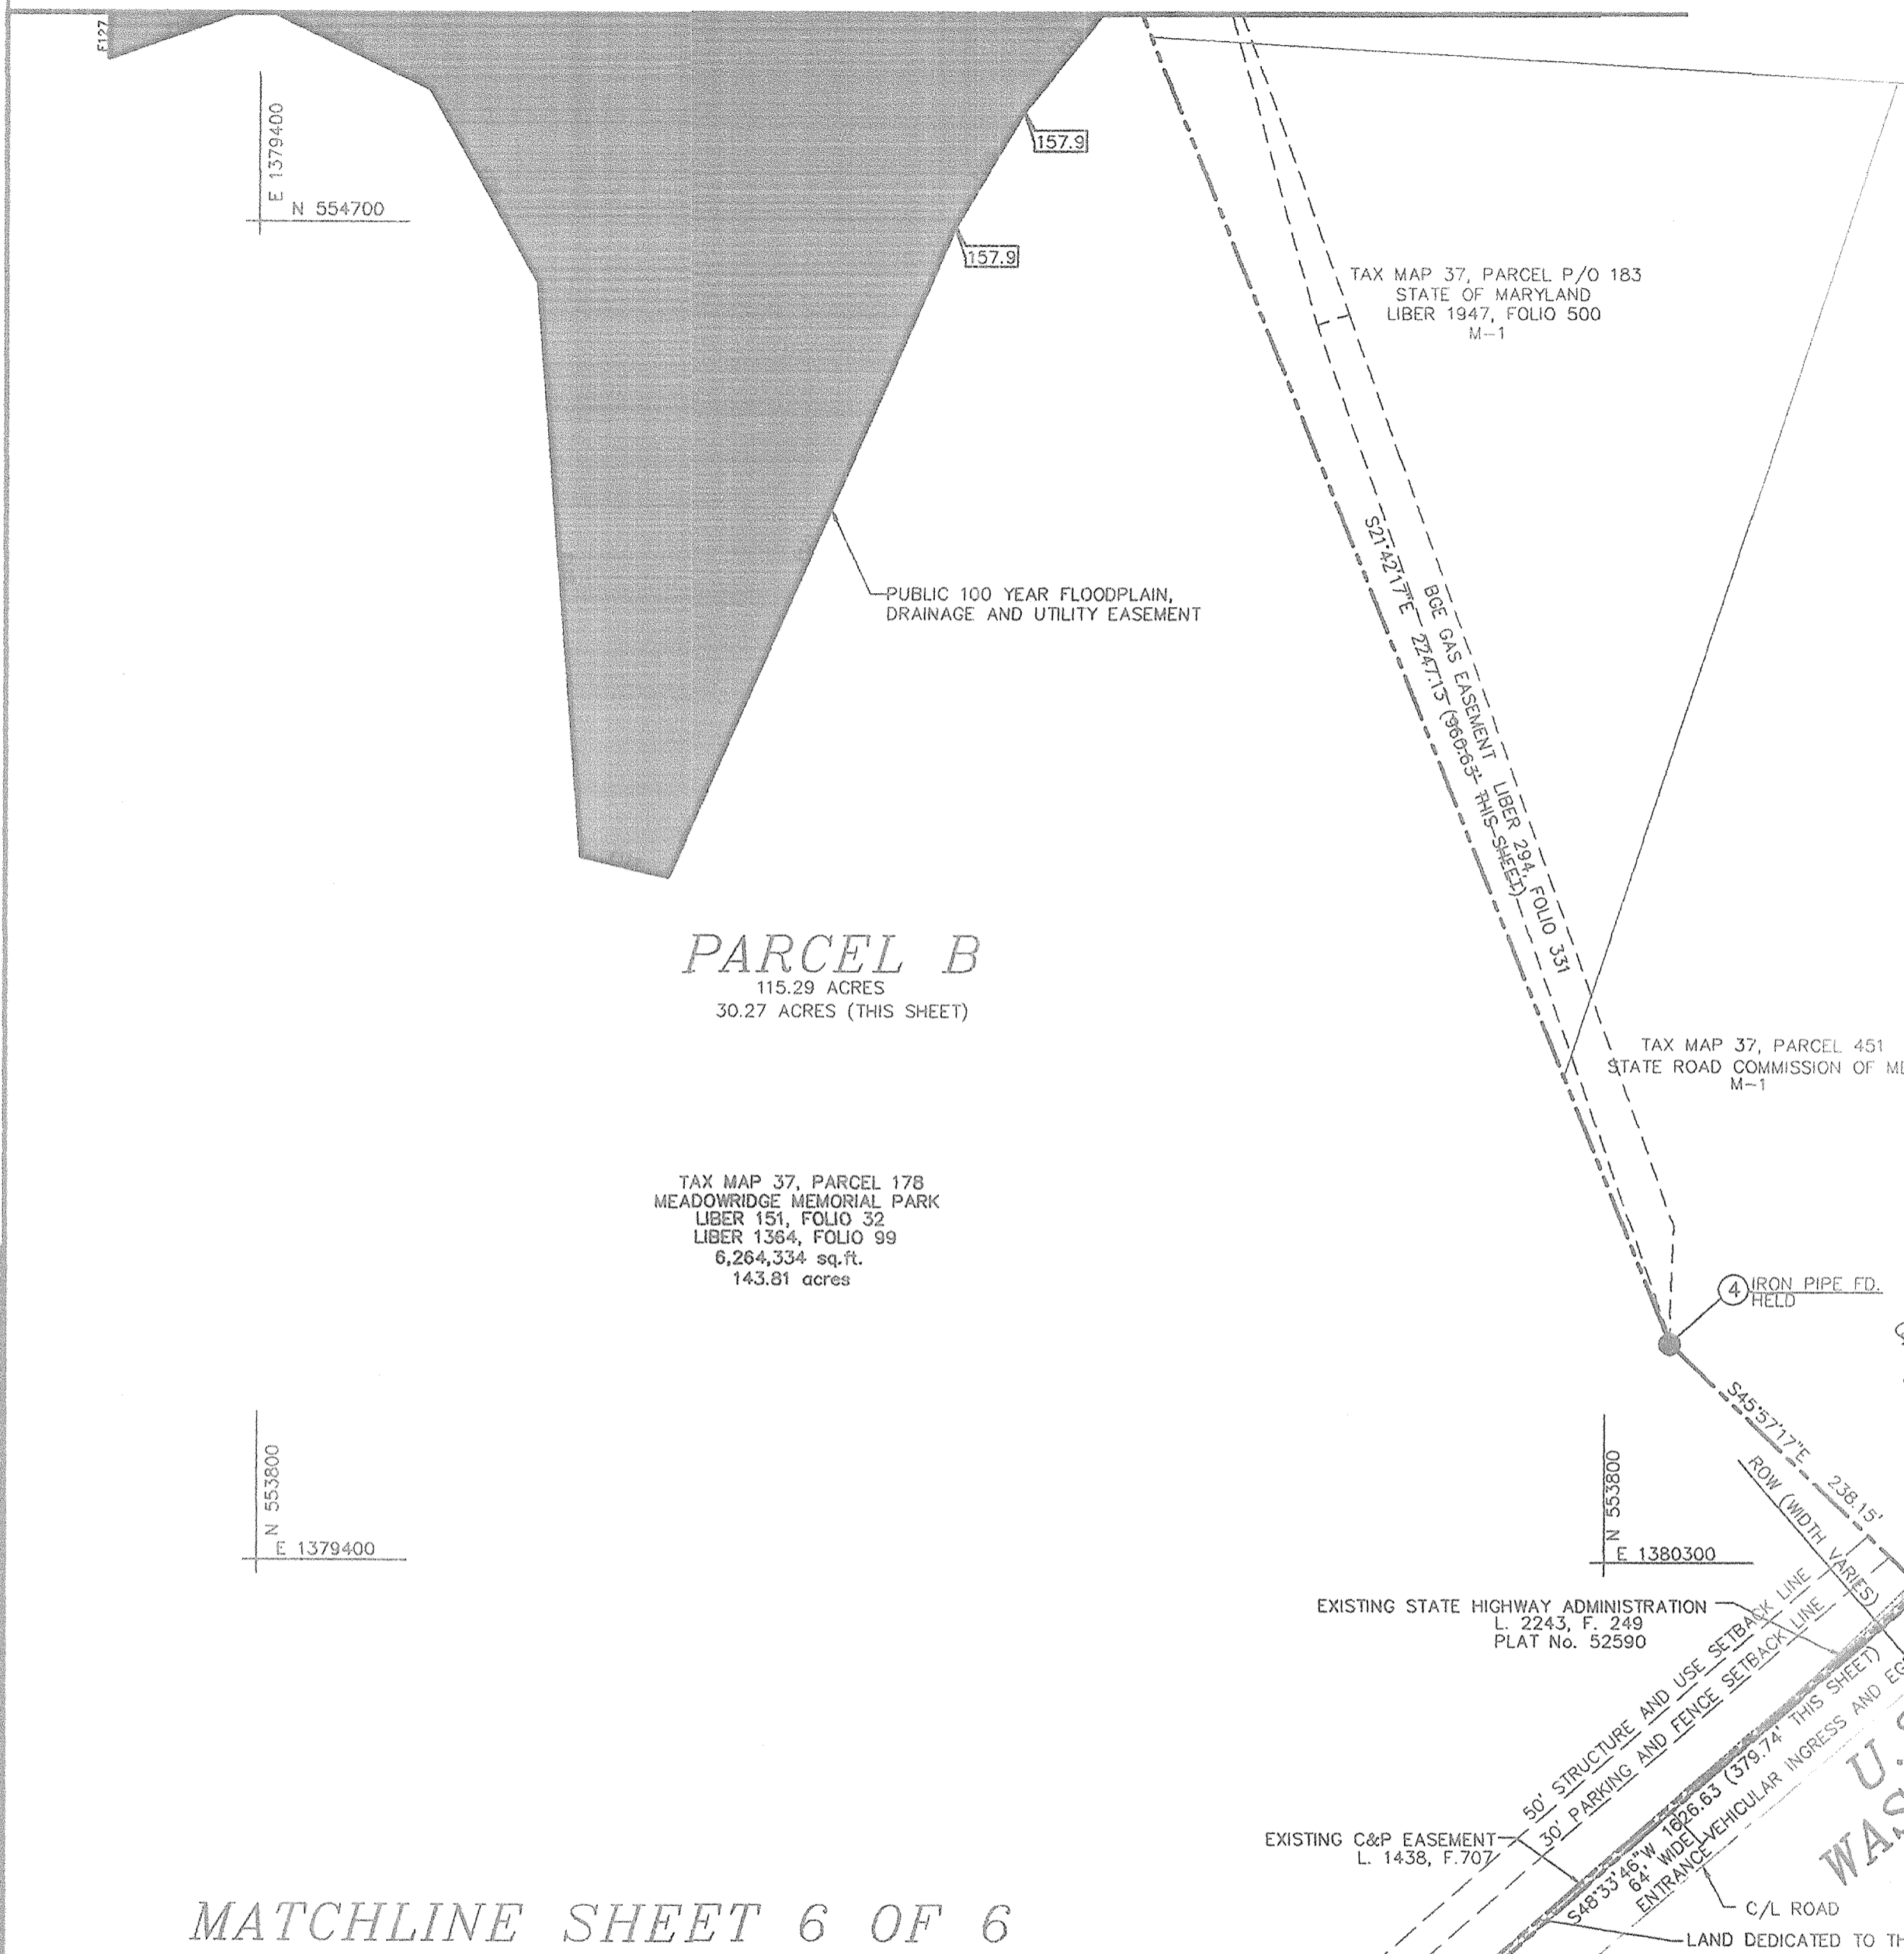 F127
E 1379400
N 554700
157.9
157.9
TAX MAP 37, PARCEL P/O 183
STATE OF MARYLAND
LIBER 1947, FOLIO 500
M-1
S21°42'17"E 2247.13 (960.63' THIS SHEET)
BGE GAS EASEMENT LIBER 294, FOLIO 331
PUBLIC 100 YEAR FLOODPLAIN,
DRAINAGE AND UTILITY EASEMENT
PARCEL B
115.29 ACRES
30.27 ACRES (THIS SHEET)
TAX MAP 37, PARCEL 451
STATE ROAD COMMISSION OF
M-1
TAX MAP 37, PARCEL 178
MEADOWRIDGE MEMORIAL PARK
LIBER 151, FOLIO 32
LIBER 1364, FOLIO 99
6,264,334 sq.ft.
143.81 acres
4 IRON PIPE FD.
HELD
S45°57'17"E 238.15'
ROW (WIDTH VARIES)
N 553800
E 1379400
N 553800
E 1380300
EXISTING STATE HIGHWAY ADMINISTRATION
L. 2243, F. 249
PLAT No. 52590
50' STRUCTURE AND USE SETBACK LINE
30' PARKING AND FENCE SETBACK LINE
EXISTING C&P EASEMENT
L. 1438, F.707
S48°33'46"W 1626.63 (379.74' THIS SHEET)
64' WIDE VEHICULAR INGRESS AND
ENTRANCE
U.
C/L ROAD
LAND DEDICATED TO
MATCHLINE SHEET 6 OF 6